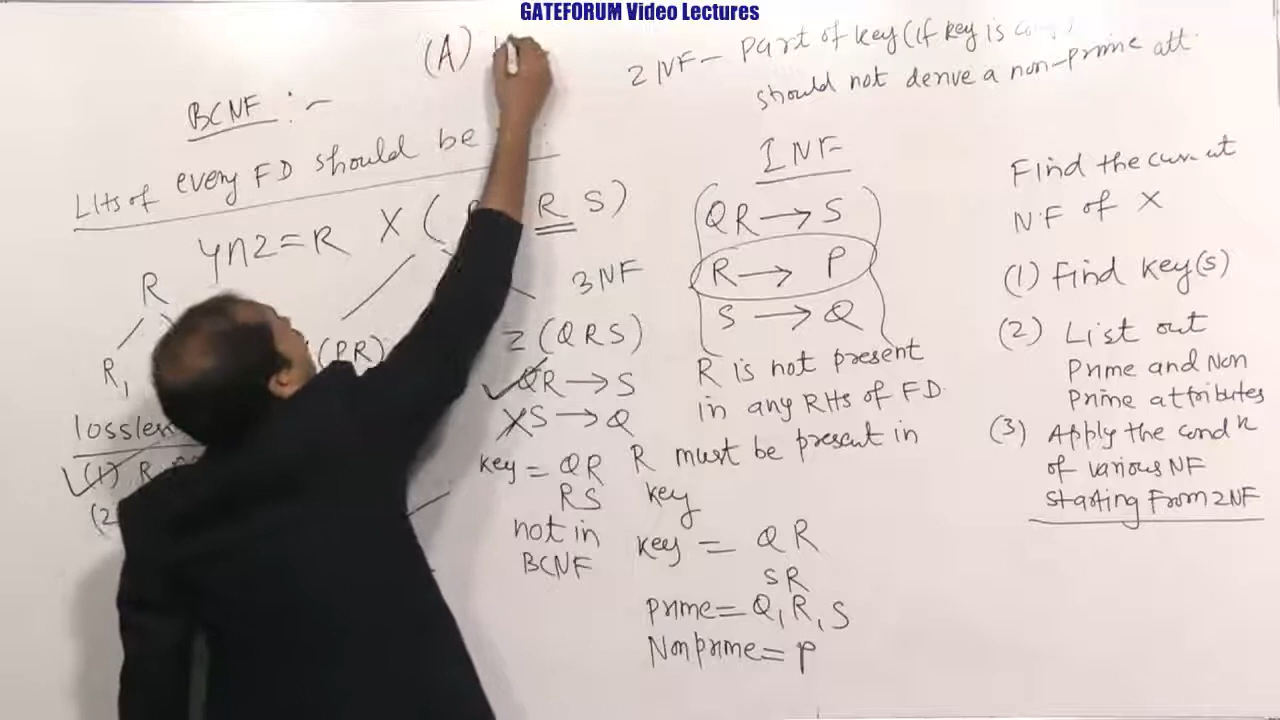 GATEFORUM Video Lectures
(A)
BCNF :-
LHS of every FD should be
Y∩Z = R X (
R S)
R
R1
(PR)
lossless
(1) R
(2
3NF
Z (QRS)
QR → S
S → Q
key = QR
RS
not in
BCNF
2NF - Part of key (if key is
should not derive a non-prime att
1NF
QR → S
R → P
S → Q
R is not present
in any RHS of FD
R must be present in
key
key = QR
SR
Prime = Q, R, S
Nonprime = P
Find the current
NF of X
(1) Find key(s)
(2) List out
Prime and Non
Prime attributes
(3) Apply the condn
of various NF
starting from 2NF